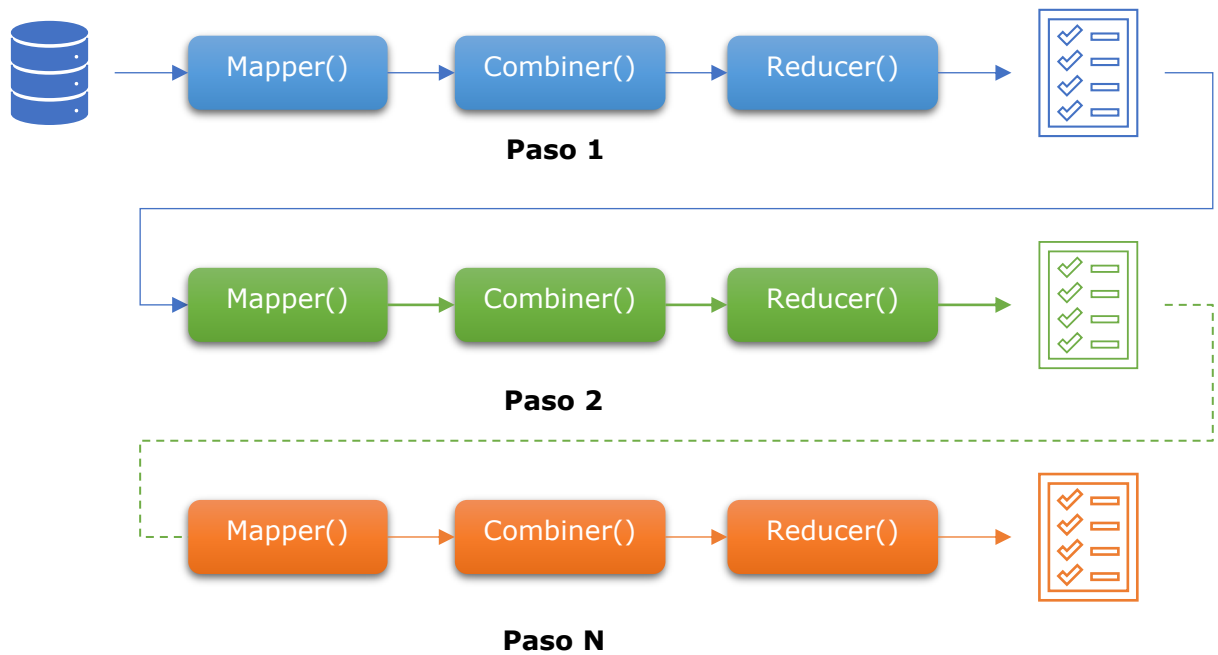 Mapper()
Combiner()
Reducer()
Paso 1
Mapper()
Combiner()
Reducer()
Paso 2
Mapper()
Combiner()
Reducer()
Paso N